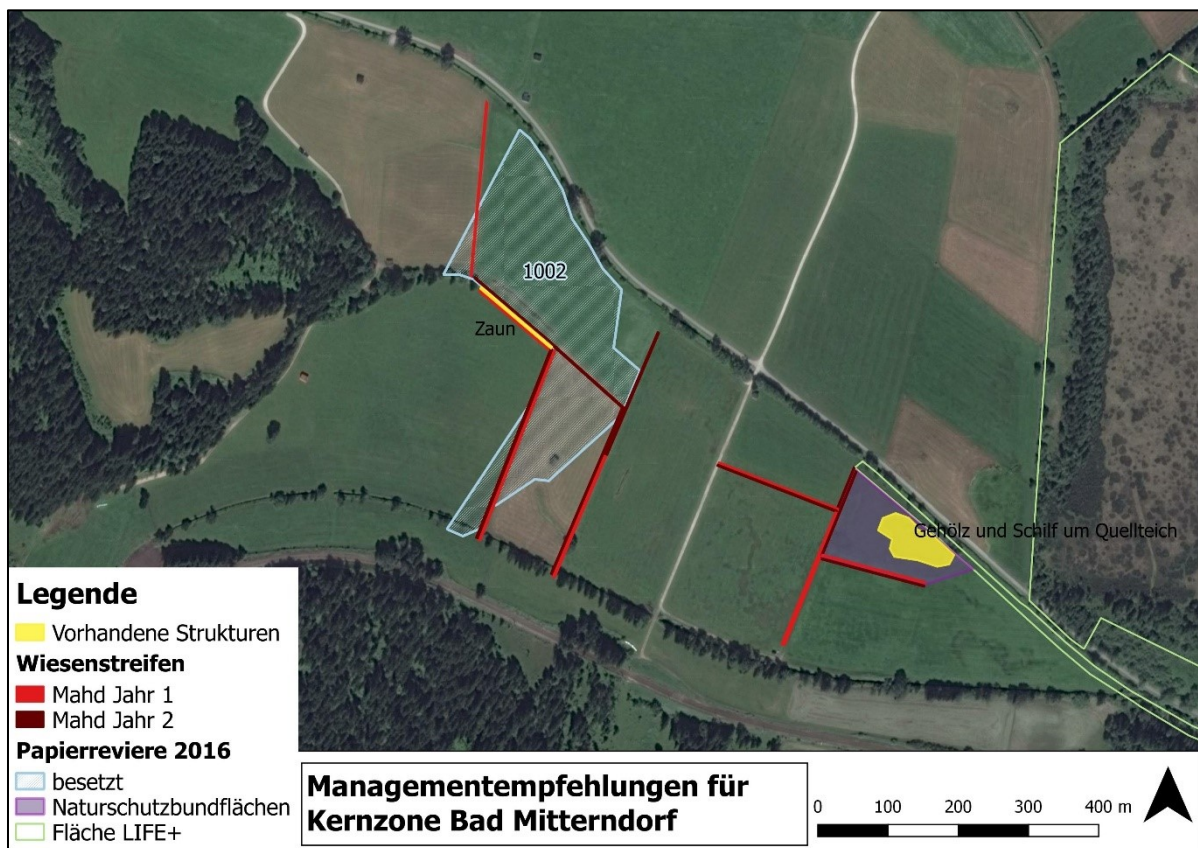 1002
Zaun
Gehölz und Schilf um Quellteich
Legende
Vorhandene Strukturen
Wiesenstreifen
Mahd Jahr 1
Mahd Jahr 2
Papierreviere 2016
besetzt
Naturschutzbundflächen
Fläche LIFE+
Managementempfehlungen für
Kernzone Bad Mitterndorf
0 100 200 300 400 m